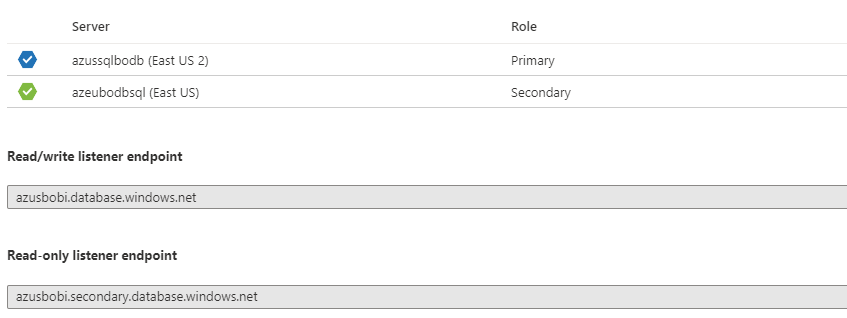 Server Role
azussqlbodb (East US 2) Primary
azeubodbsql (East US) Secondary
Read/write listener endpoint
azusbobi.database.windows.net
Read-only listener endpoint
azusbobi.secondary.database.windows.net